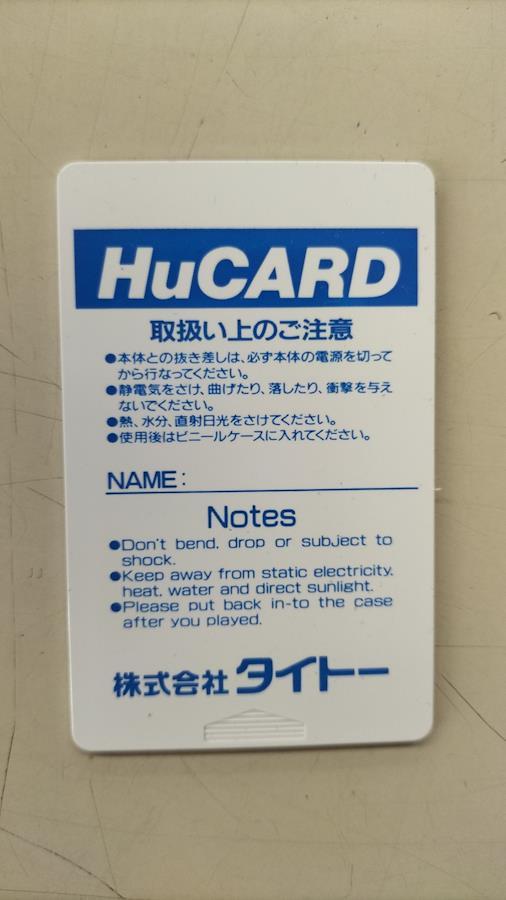 HuCARD
取扱い上のご注意
●本体との抜き差しは、必ず本体の電源を切って
から行なってください。
●静電気をさけ、曲げたり、落したり、衝撃を与え
ないでください。
●熱、水分、直射日光をさけてください。
●使用後はビニールケースに入れてください。
NAME:
Notes
●Don't bend, drop or subject to
shock.
●Keep away from static electricity,
heat, water and direct sunlight.
●Please put back in-to the case
after you played.
株式会社 タイトー